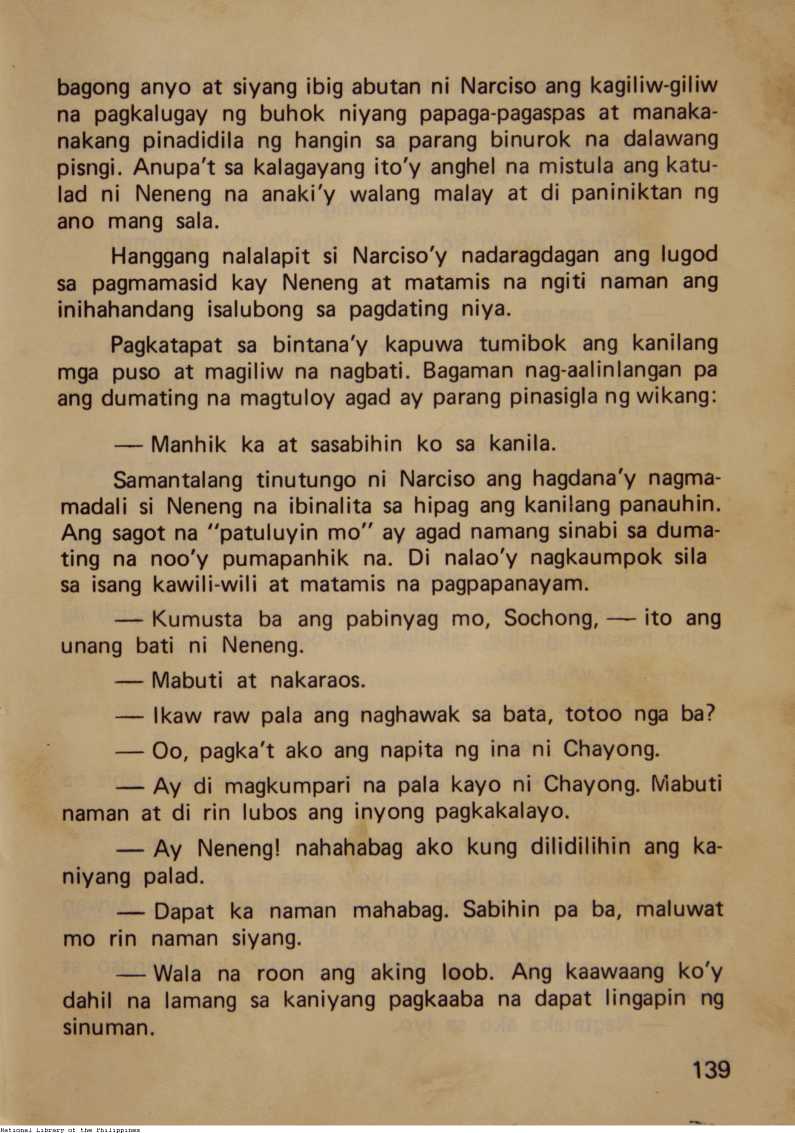 bagong anyo at siyang ibig abutan ni Narciso ang kagiliw-giliw
na pagkalugay ng buhok niyang papaga-pagaspas at manaka-
nakang pinadidila ng hangin sa parang binurok na dalawang
pisngi. Anupa't sa kalagayang ito'y anghel na mistula ang katu-
lad ni Neneng na anaki'y walang malay at di paniniktan ng
ano mang sala.
Hanggang nalalapit si Narciso'y nadaragdagan ang lugod
sa pagmamasid kay Neneng at matamis na ngiti naman ang
inihahandang isalubong sa pagdating niya.
Pagkatapat sa bintana'y kapuwa tumibok ang kanilang
mga puso at magiliw na nagbati. Bagaman nag-aalinlangan pa
ang dumating na magtuloy agad ay parang pinasigla ng wikang:
— Manhik ka at sasabihin ko sa kanila.
Samantalang tinutungo ni Narciso ang hagdana'y nagma-
madali si Neneng na ibinalita sa hipag ang kanilang panauhin.
Ang sagot na "patuluyin mo" ay agad namang sinabi sa duma-
ting na noo'y pumapanhik na. Di nalao'y nagkaumpok sila
sa isang kawili-wili at matamis na pagpapanayam.
— Kumusta ba ang pabinyag mo, Sochong, — ito ang
unang bati ni Neneng.
— Mabuti at nakaraos.
— Ikaw raw pala ang naghawak sa bata, totoo nga ba?
— Oo, pagka't ako ang napita ng ina ni Chayong.
— Ay di magkumpari na pala kayo ni Chayong. Mabuti
naman at di rin lubos ang inyong pagkakalayo.
— Ay Neneng! nahahabag ako kung dilidilihin ang ka-
niyang palad.
— Dapat ka naman mahabag. Sabihin pa ba, maluwat
mo rin naman siyang.
— Wala na roon ang aking loob. Ang kaawaang ko'y
dahil na lamang sa kaniyang pagkaaba na dapat lingapin ng
sinuman.
139
National Library of the Philippines